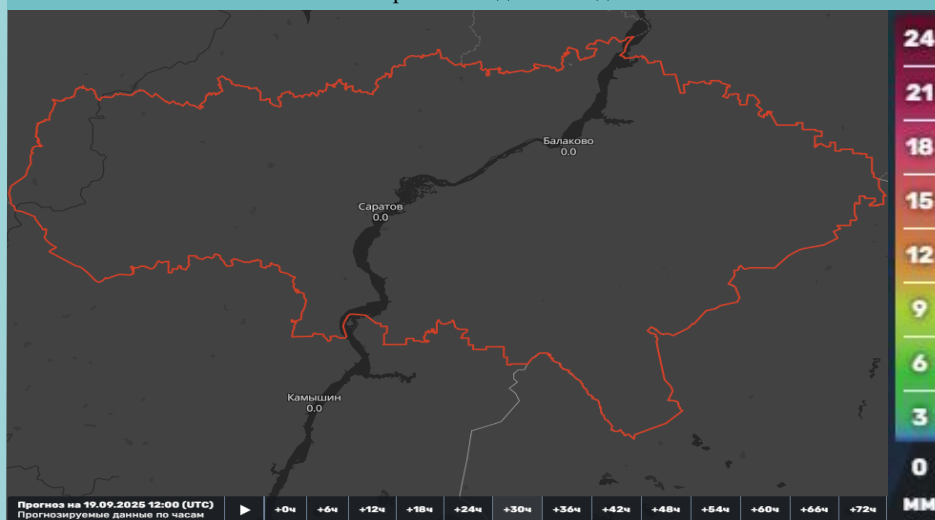 24
21
18
Балаково
0.0
Саратов
0.0
15
12
9
6
Камышин
0.0
3
0
Прогноз на 19.09.2025 12:00 (UTC)
Прогнозируемые данные по часам
+0ч +6ч +12ч +18ч +24ч +30ч +36ч +42ч +48ч +54ч +60ч +66ч +72ч
ММ